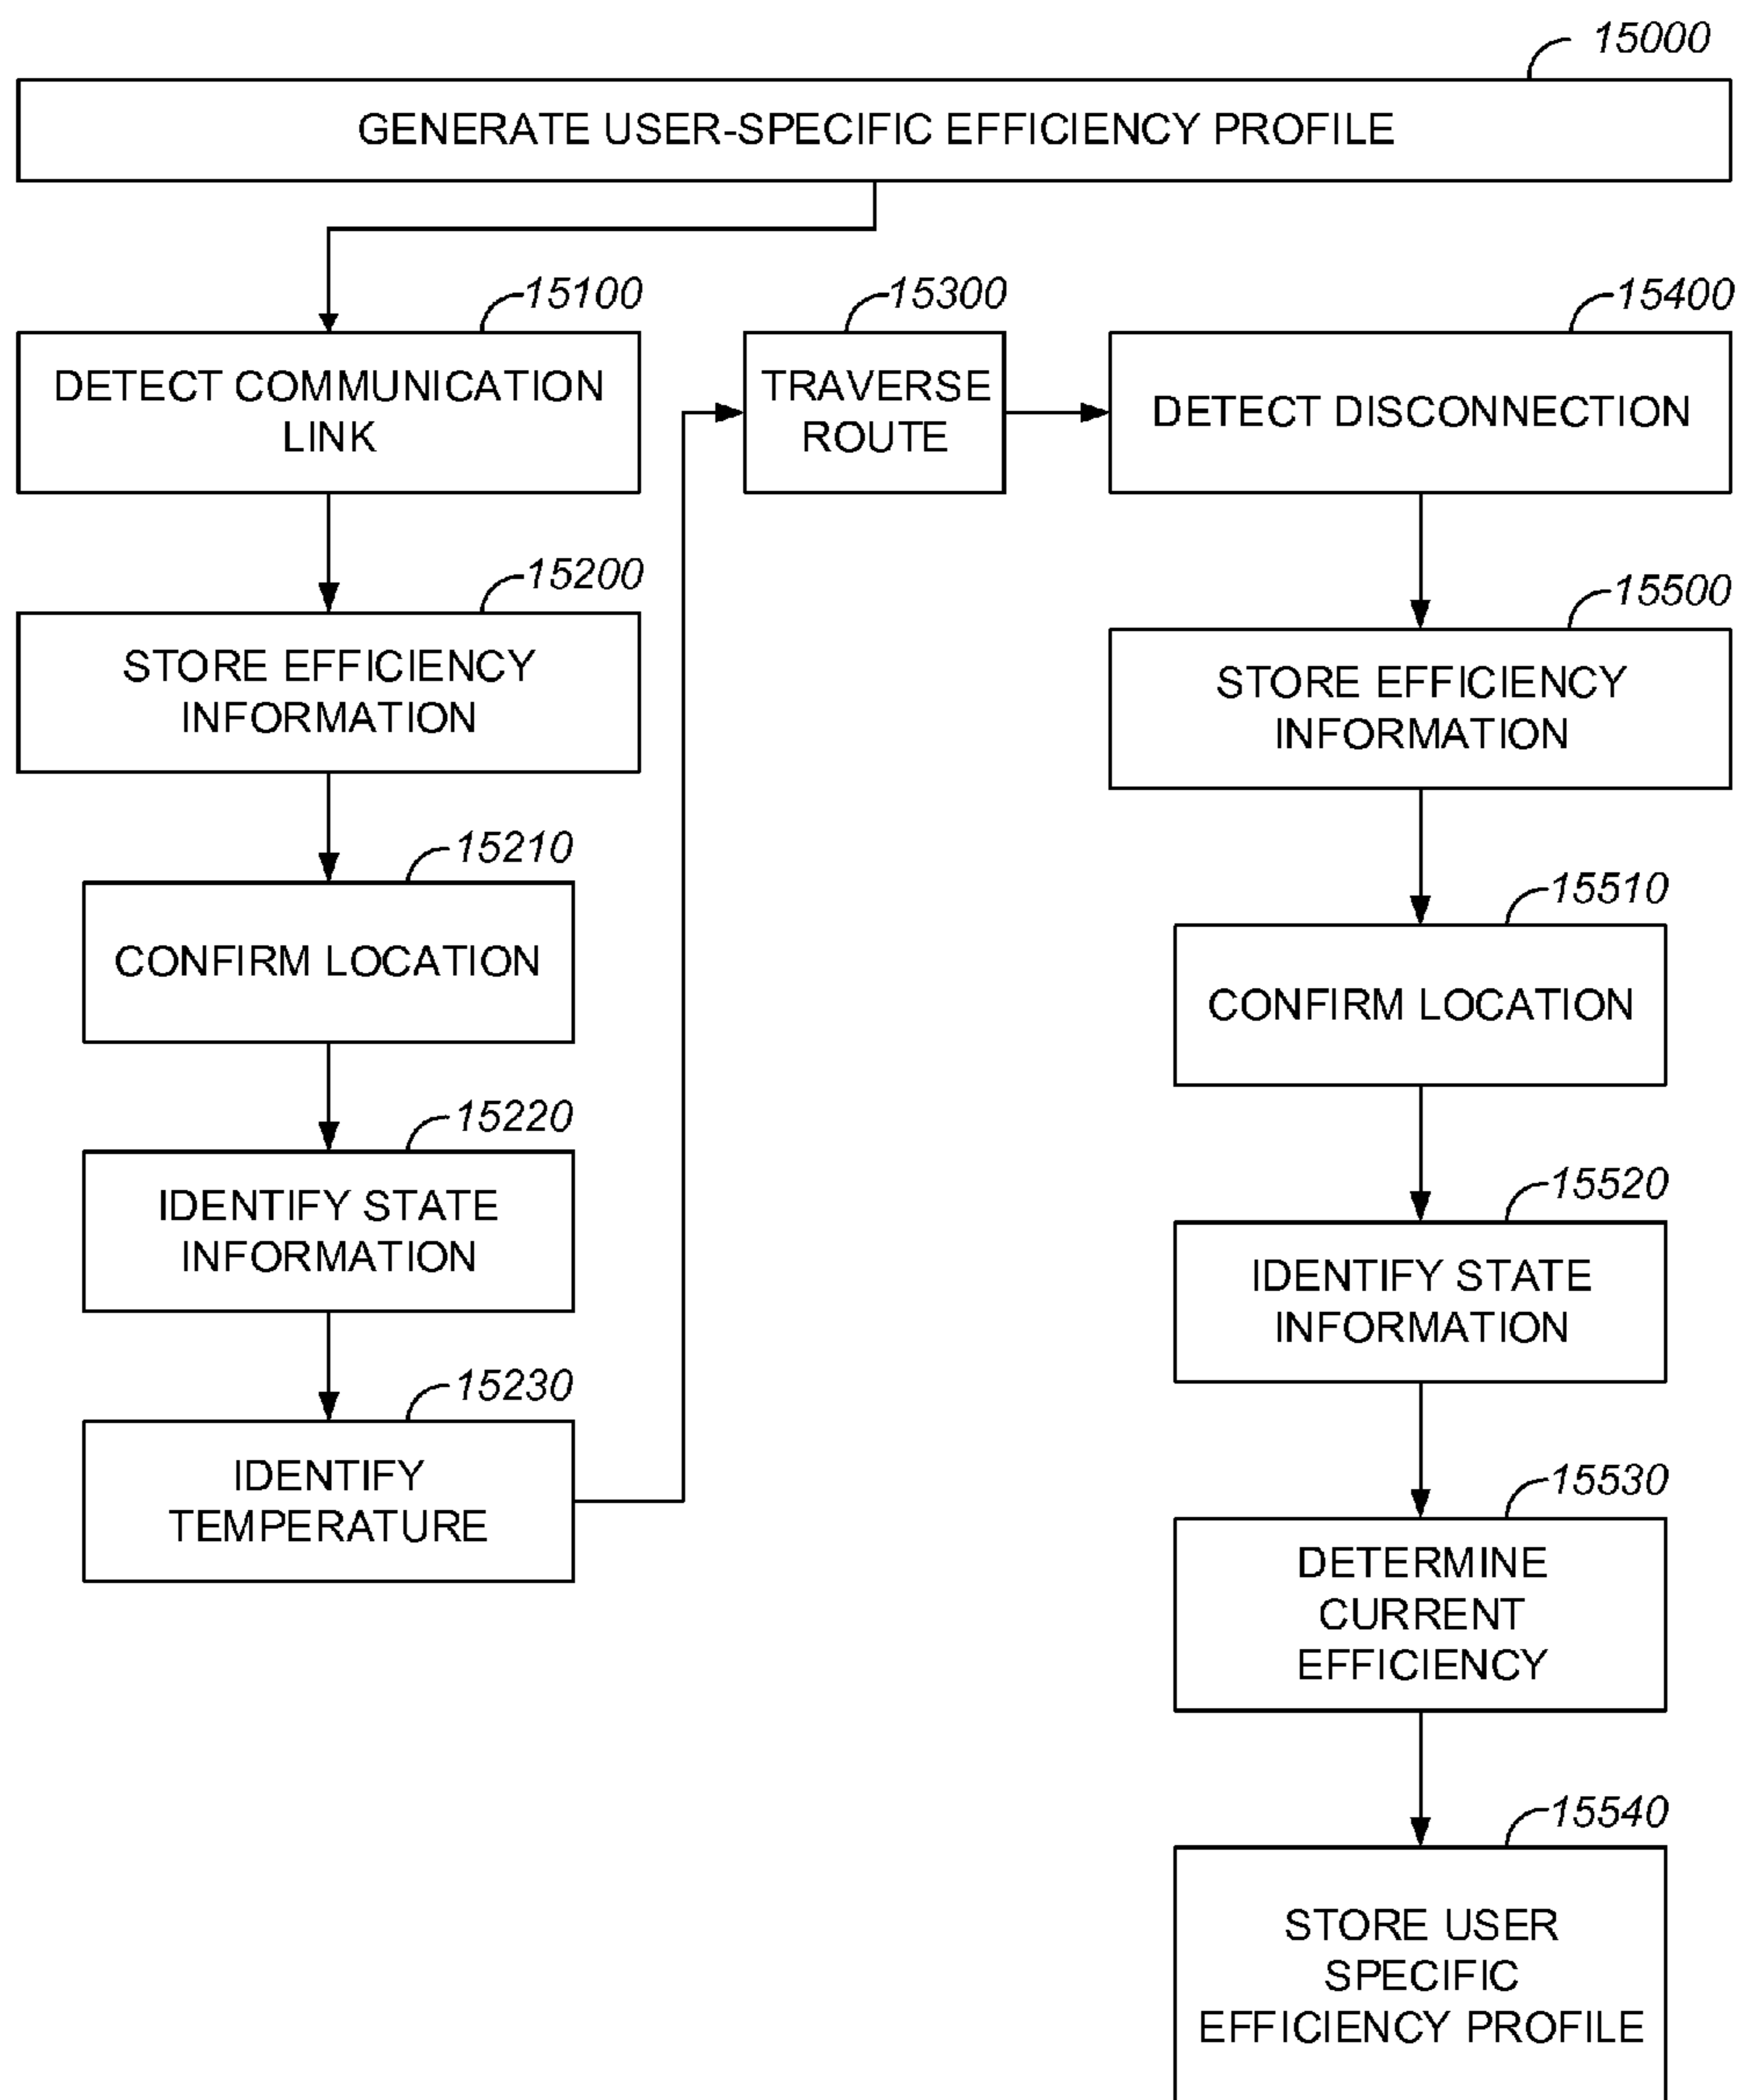 15000
GENERATE USER-SPECIFIC EFFICIENCY PROFILE
15100
DETECT COMMUNICATION
LINK
15200
STORE EFFICIENCY
INFORMATION
15210
CONFIRM LOCATION
15220
IDENTIFY STATE
INFORMATION
15230
IDENTIFY
TEMPERATURE
15300
TRAVERSE
ROUTE
15400
DETECT DISCONNECTION
15500
STORE EFFICIENCY
INFORMATION
15510
CONFIRM LOCATION
15520
IDENTIFY STATE
INFORMATION
15530
DETERMINE
CURRENT
EFFICIENCY
15540
STORE USER
SPECIFIC
EFFICIENCY PROFILE